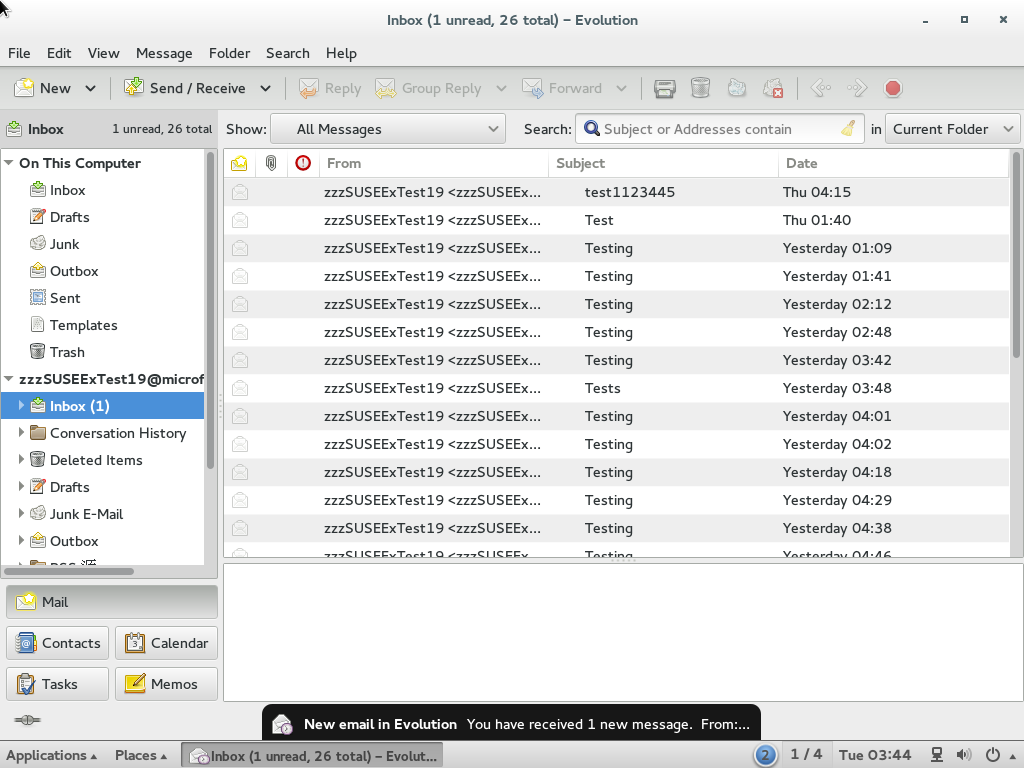 Inbox (1 unread, 26 total) – Evolution
File Edit View Message Folder Search Help
New Send / Receive Reply Group Reply Forward
Inbox 1 unread, 26 total Show: All Messages Search: Subject or Addresses contain in Current Folder
On This Computer
Inbox
Drafts
Junk
Outbox
Sent
Templates
Trash
zzzSUSEExTest19@microf
Inbox (1)
Conversation History
Deleted Items
Drafts
Junk E-Mail
Outbox
RSS 源
Mail
Contacts Calendar
Tasks Memos
From Subject Date
zzzSUSEExTest19 <zzzSUSEEx... test1123445 Thu 04:15
zzzSUSEExTest19 <zzzSUSEEx... Test Thu 01:40
zzzSUSEExTest19 <zzzSUSEEx... Testing Yesterday 01:09
zzzSUSEExTest19 <zzzSUSEEx... Testing Yesterday 01:41
zzzSUSEExTest19 <zzzSUSEEx... Testing Yesterday 02:12
zzzSUSEExTest19 <zzzSUSEEx... Testing Yesterday 02:48
zzzSUSEExTest19 <zzzSUSEEx... Testing Yesterday 03:42
zzzSUSEExTest19 <zzzSUSEEx... Tests Yesterday 03:48
zzzSUSEExTest19 <zzzSUSEEx... Testing Yesterday 04:01
zzzSUSEExTest19 <zzzSUSEEx... Testing Yesterday 04:02
zzzSUSEExTest19 <zzzSUSEEx... Testing Yesterday 04:18
zzzSUSEExTest19 <zzzSUSEEx... Testing Yesterday 04:29
zzzSUSEExTest19 <zzzSUSEEx... Testing Yesterday 04:38
zzzSUSEExTest19 <zzzSUSEEx... Testing Yesterday 04:46
New email in Evolution You have received 1 new message. From:...
Applications Places Inbox (1 unread, 26 total) – Evolut... 2 1 / 4 Tue 03:44